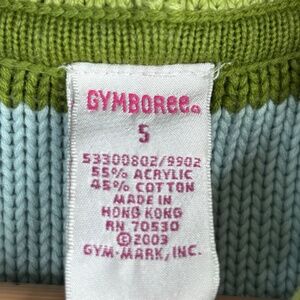 GYMBOREE®
5
53300802/9902
55% ACRYLIC
45% COTTON
MADE IN
HONG KONG
RN 70530
©2003
GYM-MARK, INC.